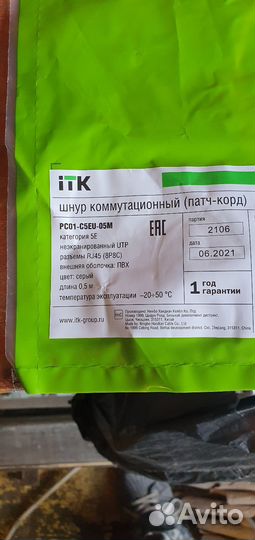 iTK
шнур коммутационный (патч-корд)
PC01-C5EU-05M
категория 5E
неэкранированный UTP
разъемы RJ45 (8P8C)
внешняя оболочка: ПВХ
цвет: серый
длина 0,5 м
температура эксплуатации −20+50 °C
EAC
партия
2106
дата
06.2021
1 год
гарантии
www.itk-group.ru
Avito